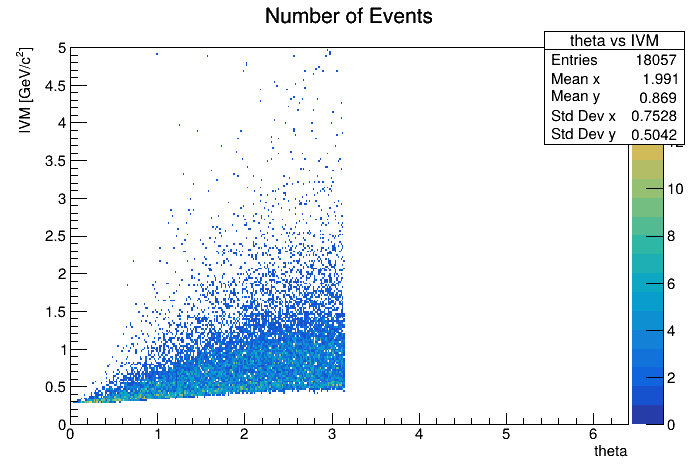 Number of Events
IVM [GeV/c²]
theta vs IVM
Entries 18057
Mean x 1.991
Mean y 0.869
Std Dev x 0.7528
Std Dev y 0.5042
5
4.5
4
3.5
3
2.5
2
1.5
1
0.5
0
0 1 2 3 4 5 6
theta
10
8
6
4
2
0